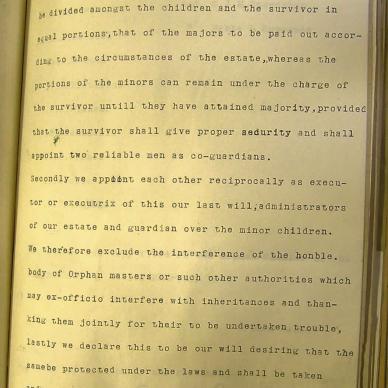 be divided amongst the children and the survivor in
equal portions,that of the majors to be paid out accor-
ding to the circumstances of the estate,whereas the
portions of the minors can remain under the charge of
the survivor untill they have attained majority,provided
that the survivor shall give proper sedurity and shall
appoint two reliable men as co-guardians.
Secondly we appoint each other reciprocally as execu-
tor or executrix of this our last will,administrators
of our estate and guardian over the minor children.
We therefore exclude the interference of the honble.
body of Orphan masters or such other authorities which
may ex-officio interfere with inheritances and than-
king them jointly for their to be undertaken trouble,
lastly we declare this to be our will desiring that the
samebe protected under the laws and shall be taken